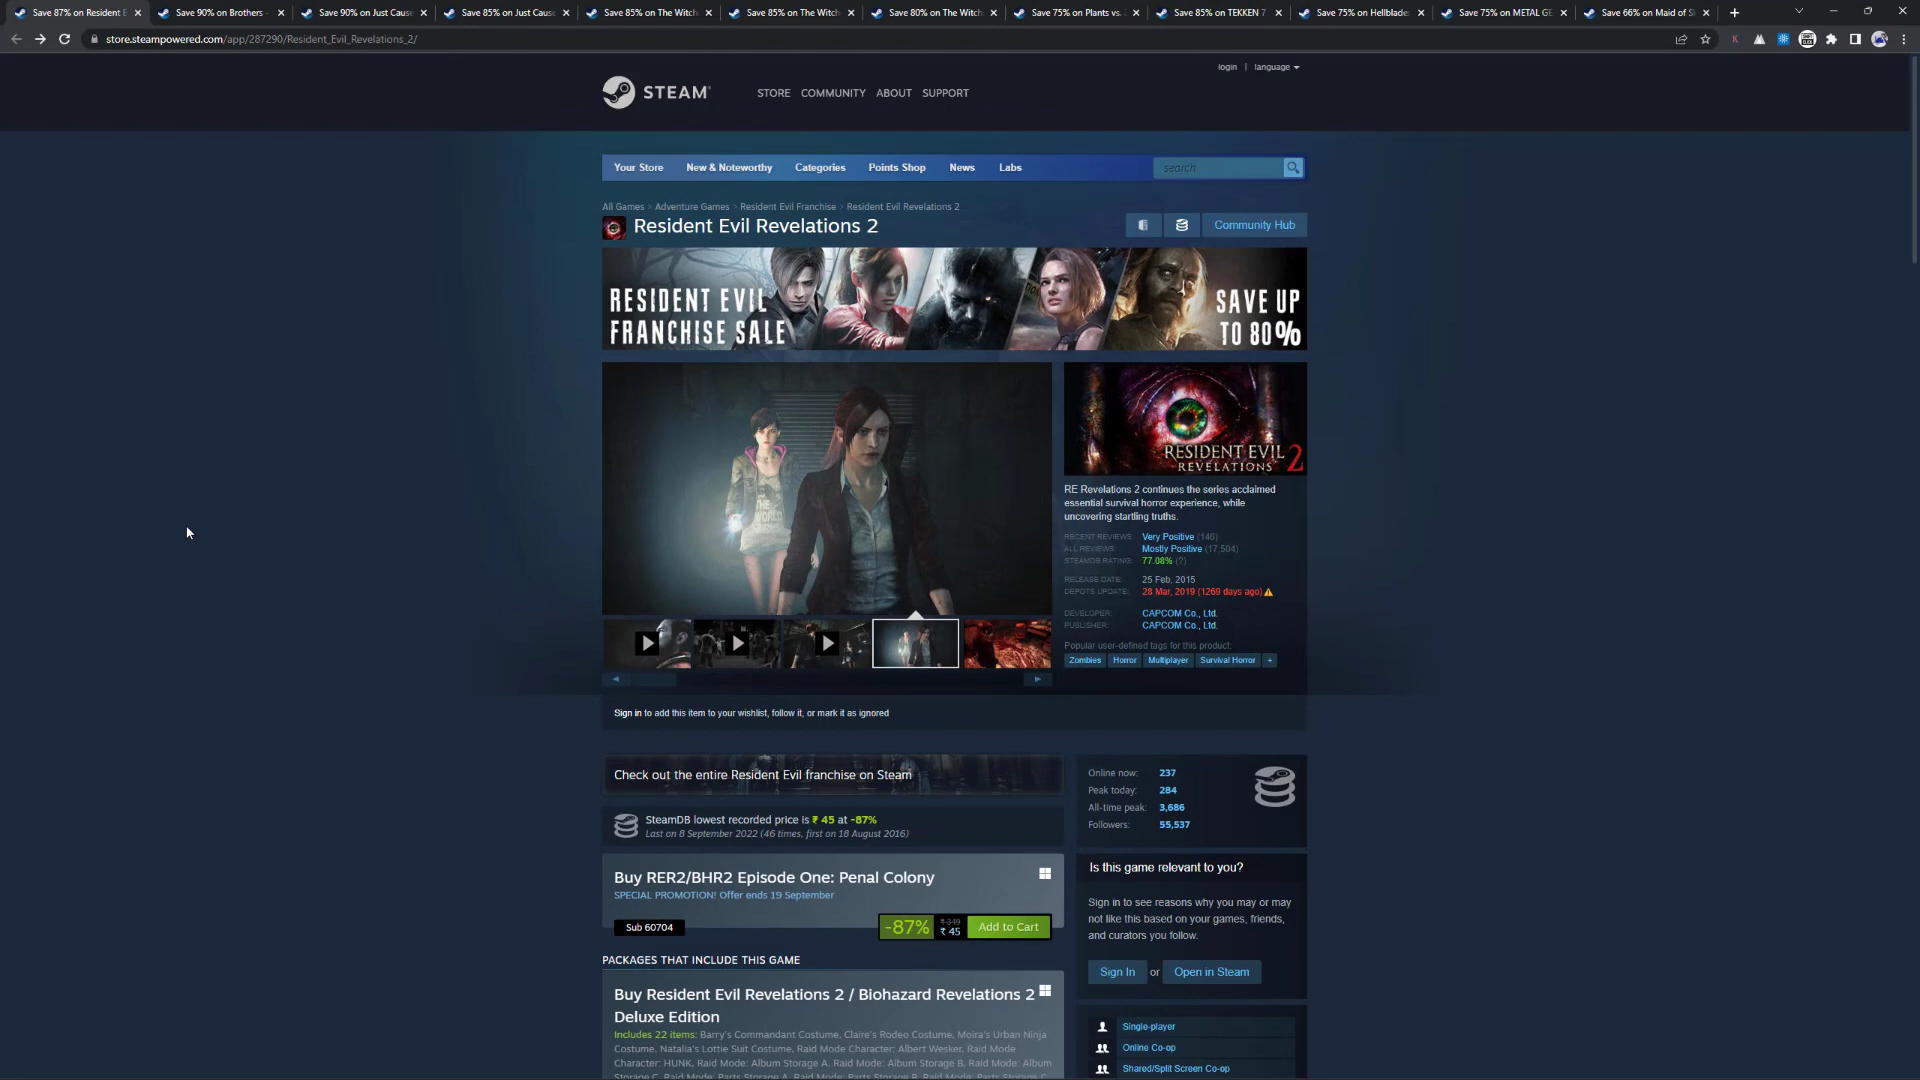 Save 87% on Resident E
Save 90% on Brothers -
Save 90% on Just Cause
Save 85% on Just Cause
Save 85% on The Witch
Save 85% on The Witch
Save 80% on The Witch
Save 75% on Plants vs.
Save 85% on TEKKEN 7
Save 75% on Hellblade
Save 75% on METAL GE
Save 66% on Maid of S
store.steampowered.com/app/287290/Resident_Evil_Revelations_2/
login | language
STEAM
STORE COMMUNITY ABOUT SUPPORT
Your Store New & Noteworthy Categories Points Shop News Labs
search
All Games > Adventure Games > Resident Evil Franchise > Resident Evil Revelations 2
Resident Evil Revelations 2
Community Hub
RESIDENT EVIL
FRANCHISE SALE
SAVE UP
TO 80%
RESIDENT EVIL
REVELATIONS 2
RE Revelations 2 continues the series acclaimed
essential survival horror experience, while
uncovering startling truths.
RECENT REVIEWS: Very Positive (146)
ALL REVIEWS: Mostly Positive (17,504)
STEAMDB RATING: 77.08% (?)
RELEASE DATE: 25 Feb, 2015
DEPOTS UPDATE: 28 Mar, 2019 (1269 days ago)
DEVELOPER: CAPCOM Co., Ltd.
PUBLISHER: CAPCOM Co., Ltd.
Popular user-defined tags for this product:
Zombies Horror Multiplayer Survival Horror +
Sign in to add this item to your wishlist, follow it, or mark it as ignored
Check out the entire Resident Evil franchise on Steam
SteamDB lowest recorded price is ₹ 45 at -87%
Last on 8 September 2022 (46 times, first on 18 August 2016)
Buy RER2/BHR2 Episode One: Penal Colony
SPECIAL PROMOTION! Offer ends 19 September
Sub 60704
-87%
₹ 349
₹ 45
Add to Cart
PACKAGES THAT INCLUDE THIS GAME
Buy Resident Evil Revelations 2 / Biohazard Revelations 2
Deluxe Edition
Includes 22 items: Barry's Commandant Costume, Claire's Rodeo Costume, Moira's Urban Ninja
Costume, Natalia's Lottie Suit Costume, Raid Mode Character: Albert Wesker, Raid Mode
Character: HUNK, Raid Mode: Album Storage A, Raid Mode: Album Storage B, Raid Mode: Album
Storage C, Raid Mode: Parts Storage A, Raid Mode: Parts Storage B, Raid Mode: Parts Storage C,
Online now: 237
Peak today: 284
All-time peak: 3,686
Followers: 55,537
Is this game relevant to you?
Sign in to see reasons why you may or may
not like this based on your games, friends,
and curators you follow.
Sign In or Open in Steam
Single-player
Online Co-op
Shared/Split Screen Co-op